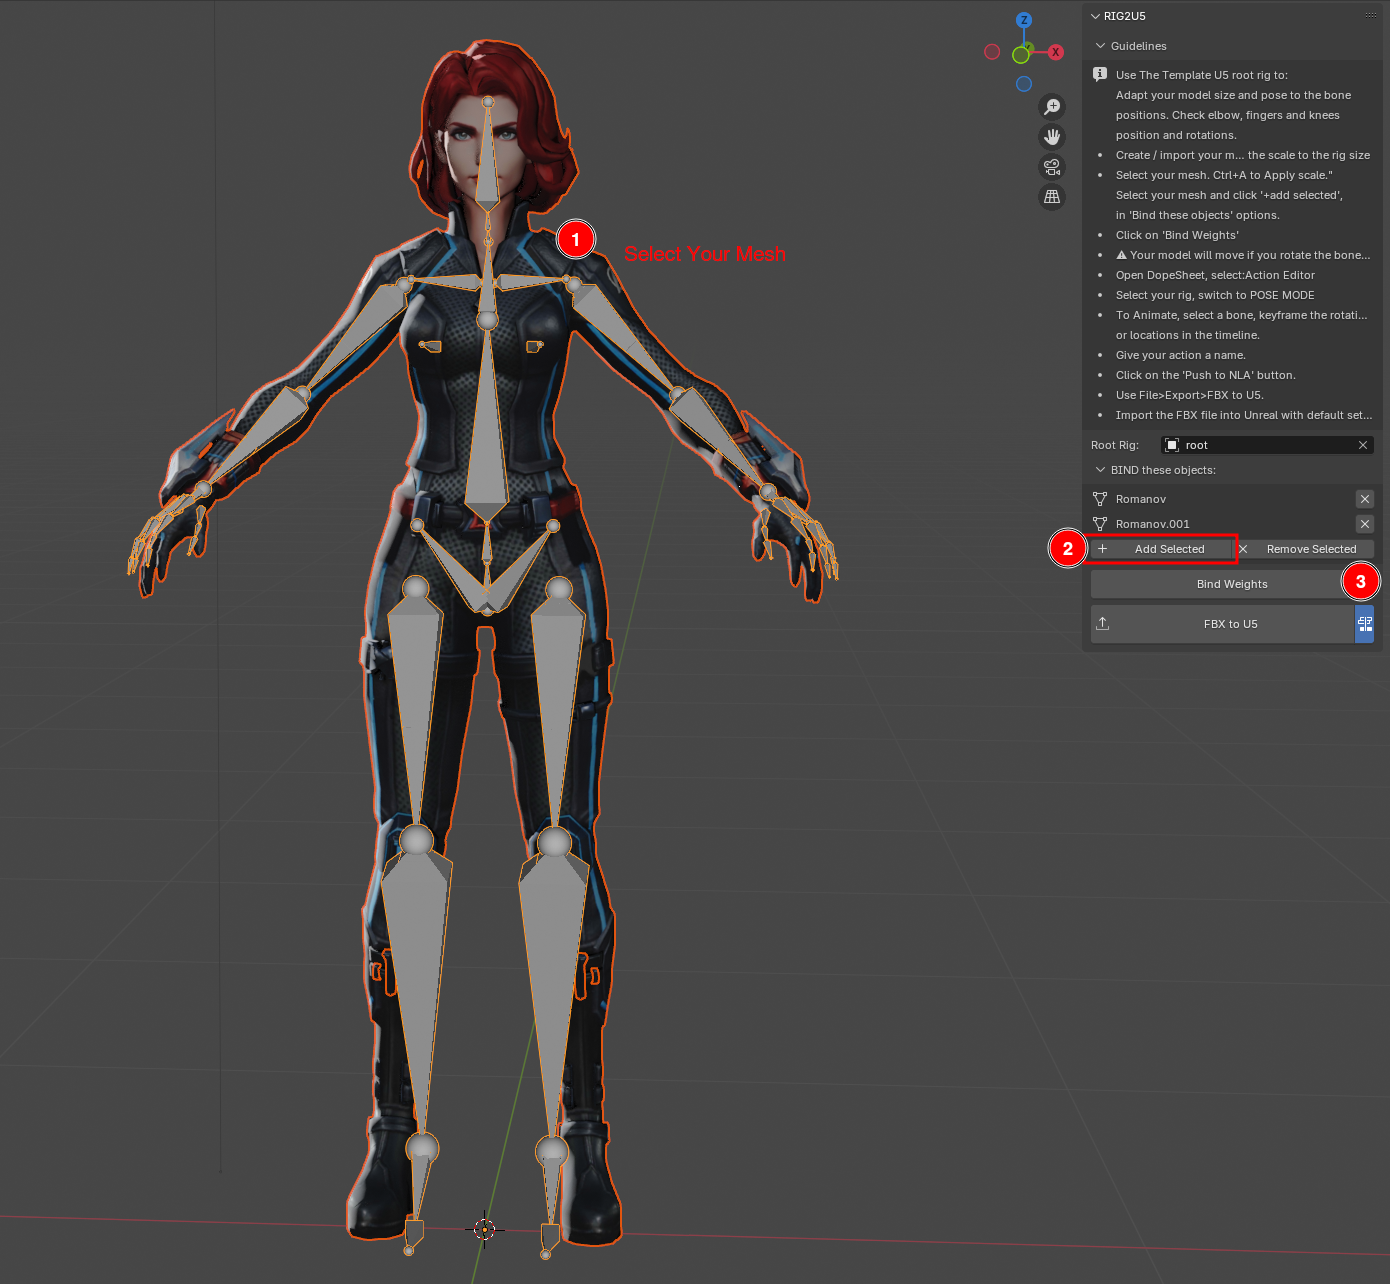 RIG2U5
Guidelines
Use The Template U5 root rig to:
Adapt your model size and pose to the bone
positions. Check elbow, fingers and knees
position and rotations.
Create / import your m... the scale to the rig size
Select your mesh. Ctrl+A to Apply scale."
Select your mesh and click '+add selected',
in 'Bind these objects' options.
Click on 'Bind Weights'
Your model will move if you rotate the bone...
Open DopeSheet, select:Action Editor
Select your rig, switch to POSE MODE
To Animate, select a bone, keyframe the rotati...
or locations in the timeline.
Give your action a name.
Click on the 'Push to NLA' button.
Use File>Export>FBX to U5.
Import the FBX file into Unreal with default set...
Root Rig: root
BIND these objects:
Romanov
Romanov.001
2 + Add Selected Remove Selected
Bind Weights 3
FBX to U5
Z
X
1 Select Your Mesh